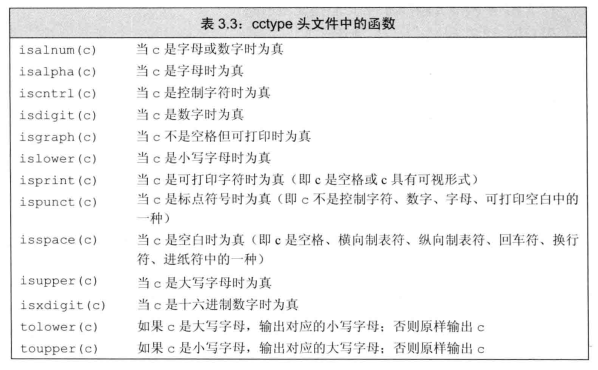 表 3.3：cctype 头文件中的函数
isalnum(c) 当 c 是字母或数字时为真
isalpha(c) 当 c 是字母时为真
iscntrl(c) 当 c 是控制字符时为真
isdigit(c) 当 c 是数字时为真
isgraph(c) 当 c 不是空格但可打印时为真
islower(c) 当 c 是小写字母时为真
isprint(c) 当 c 是可打印字符时为真（即 c 是空格或 c 具有可视形式）
ispunct(c) 当 c 是标点符号时为真（即 c 不是控制字符、数字、字母、可打印空白中的
一种）
isspace(c) 当 c 是空白时为真（即 c 是空格、横向制表符、纵向制表符、回车符、换行
符、进纸符中的一种）
isupper(c) 当 c 是大写字母时为真
isxdigit(c) 当 c 是十六进制数字时为真
tolower(c) 如果 c 是大写字母，输出对应的小写字母；否则原样输出 c
toupper(c) 如果 c 是小写字母，输出对应的大写字母；否则原样输出 c